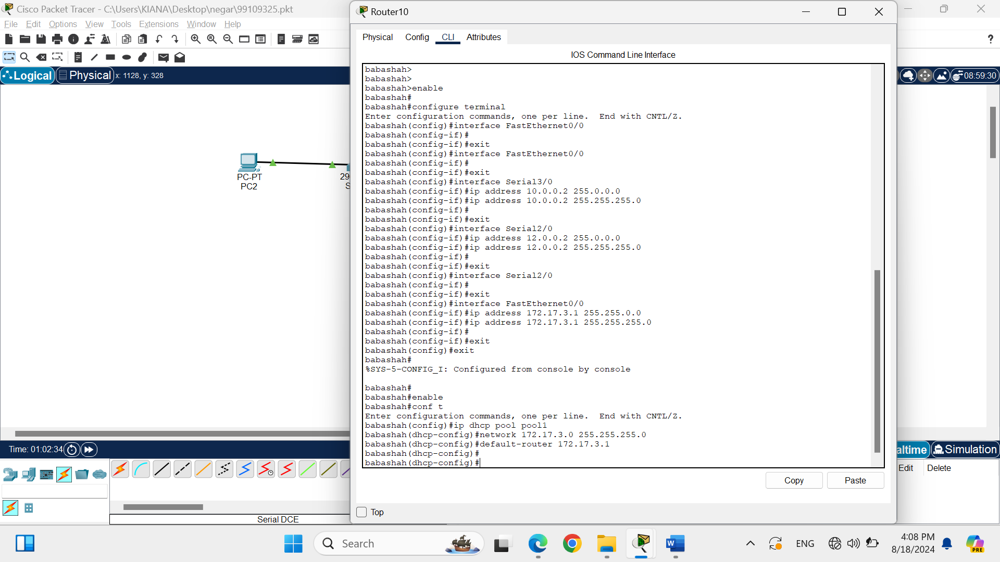 Cisco Packet Tracer - C:\Users\KIANA\Desktop\negar\99109325.pkt
File Edit Options View Tools Extensions Window Help
?
Logical Physical x: 1128, y: 328
08:59:30
PC-PT
PC2
29
S
Router10
Physical Config CLI Attributes
IOS Command Line Interface
babashah>
babashah>
babashah>enable
babashah#
babashah#configure terminal
Enter configuration commands, one per line.  End with CNTL/Z.
babashah(config)#interface FastEthernet0/0
babashah(config-if)#
babashah(config-if)#exit
babashah(config)#interface FastEthernet0/0
babashah(config-if)#
babashah(config-if)#exit
babashah(config)#interface Serial3/0
babashah(config-if)#ip address 10.0.0.2 255.0.0.0
babashah(config-if)#ip address 10.0.0.2 255.255.255.0
babashah(config-if)#
babashah(config-if)#exit
babashah(config)#interface Serial2/0
babashah(config-if)#ip address 12.0.0.2 255.0.0.0
babashah(config-if)#ip address 12.0.0.2 255.255.255.0
babashah(config-if)#
babashah(config-if)#exit
babashah(config)#interface Serial2/0
babashah(config-if)#
babashah(config-if)#exit
babashah(config)#interface FastEthernet0/0
babashah(config-if)#ip address 172.17.3.1 255.255.0.0
babashah(config-if)#ip address 172.17.3.1 255.255.255.0
babashah(config-if)#
babashah(config-if)#exit
babashah(config)#exit
babashah#
%SYS-5-CONFIG_I: Configured from console by console
babashah#
babashah#enable
babashah#conf t
Enter configuration commands, one per line.  End with CNTL/Z.
babashah(config)#ip dhcp pool pool1
babashah(dhcp-config)#network 172.17.3.0 255.255.255.0
babashah(dhcp-config)#default-router 172.17.3.1
babashah(dhcp-config)#
babashah(dhcp-config)#
Copy Paste
Top
Time: 01:02:34
altime Simulation
Edit Delete
Serial DCE
Search
ENG
4:08 PM
8/18/2024
PRE